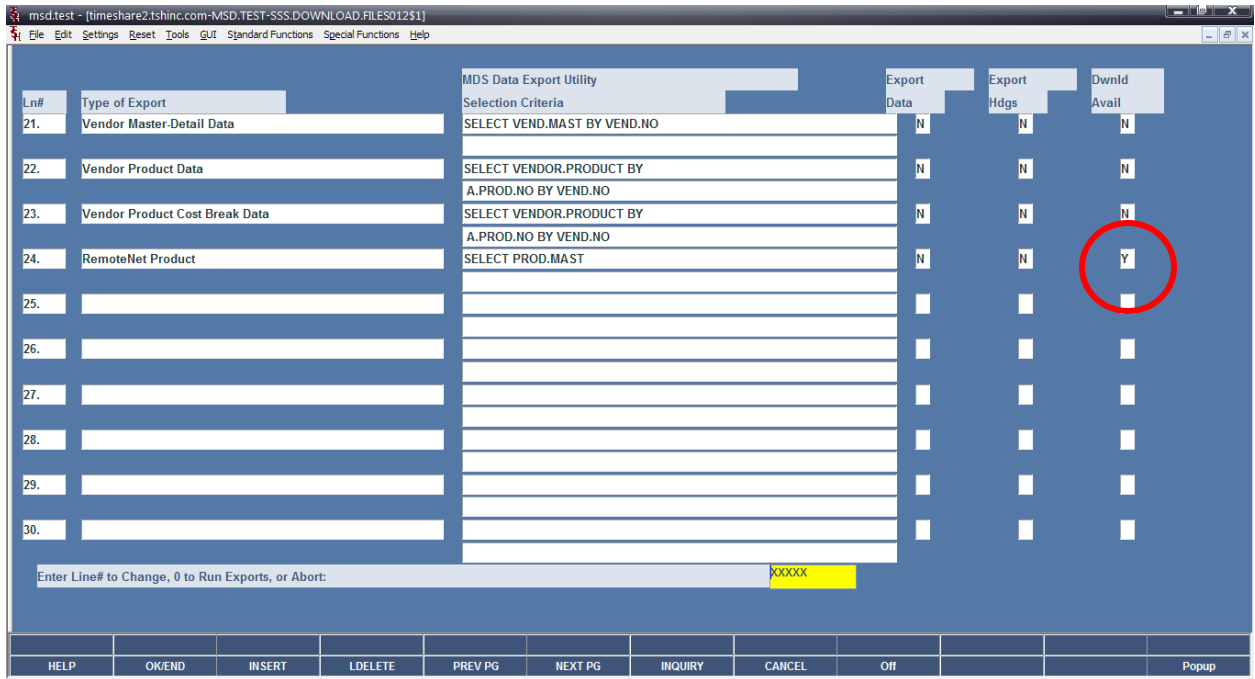 msd.test - [timeshare2.tshinc.com-MSD.TEST-SSS.DOWNLOAD.FILES012$1]
File Edit Settings Reset Tools GUI Standard Functions Special Functions Help
MDS Data Export Utility Export Export Dwnld
Ln# Type of Export Selection Criteria Data Hdgs Avail
21. Vendor Master-Detail Data SELECT VEND.MAST BY VEND.NO N N N
22. Vendor Product Data SELECT VENDOR.PRODUCT BY N N N
A.PROD.NO BY VEND.NO
23. Vendor Product Cost Break Data SELECT VENDOR.PRODUCT BY N N N
A.PROD.NO BY VEND.NO
24. RemoteNet Product SELECT PROD.MAST N N Y
25.
26.
27.
28.
29.
30.
Enter Line# to Change, 0 to Run Exports, or Abort: XXXXX
HELP OK/END INSERT LDELETE PREV PG NEXT PG INQUIRY CANCEL Off Popup